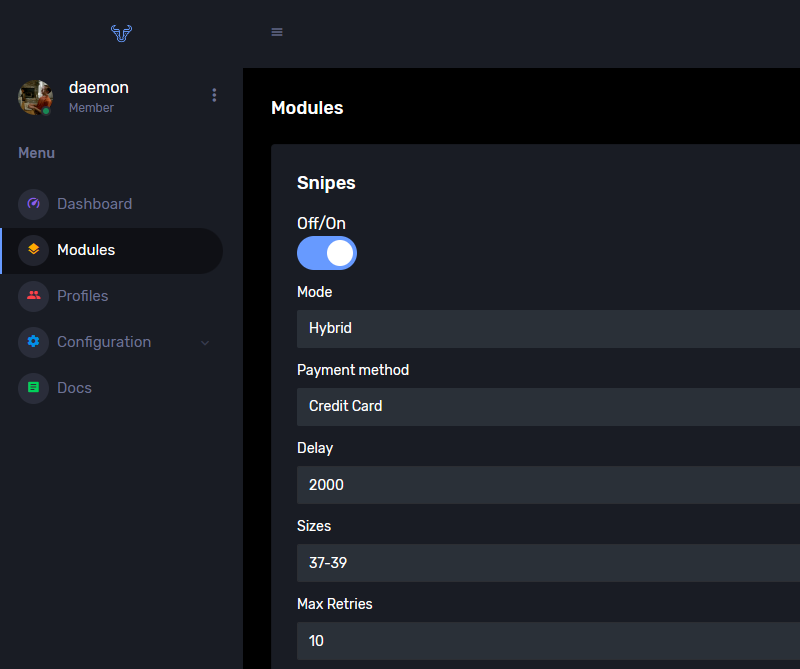 daemon
Member
Menu
Dashboard
Modules
Profiles
Configuration
Docs
Modules
Snipes
Off/On
Mode
Hybrid
Payment method
Credit Card
Delay
2000
Sizes
37-39
Max Retries
10